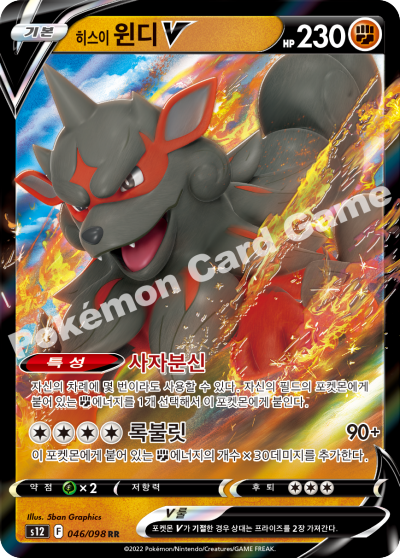 기본 히스이 윈디 V HP 230
Pokémon Card Game
특성 사자분신
자신의 차례에 몇 번이라도 사용할 수 있다. 자신의 필드의 포켓몬에게
붙어 있는 에너지를 1개 선택해서 이 포켓몬에게 붙인다.
록불릿 90+
이 포켓몬에게 붙어 있는 에너지의 개수 × 30데미지를 추가한다.
약점 × 2 저항력 후퇴
Illus. 5ban Graphics
V 룰
s12 F 046/098 RR
포켓몬 V가 기절한 경우 상대는 프라이즈를 2장 가져간다.
©2022 Pokémon/Nintendo/Creatures/GAME FREAK.